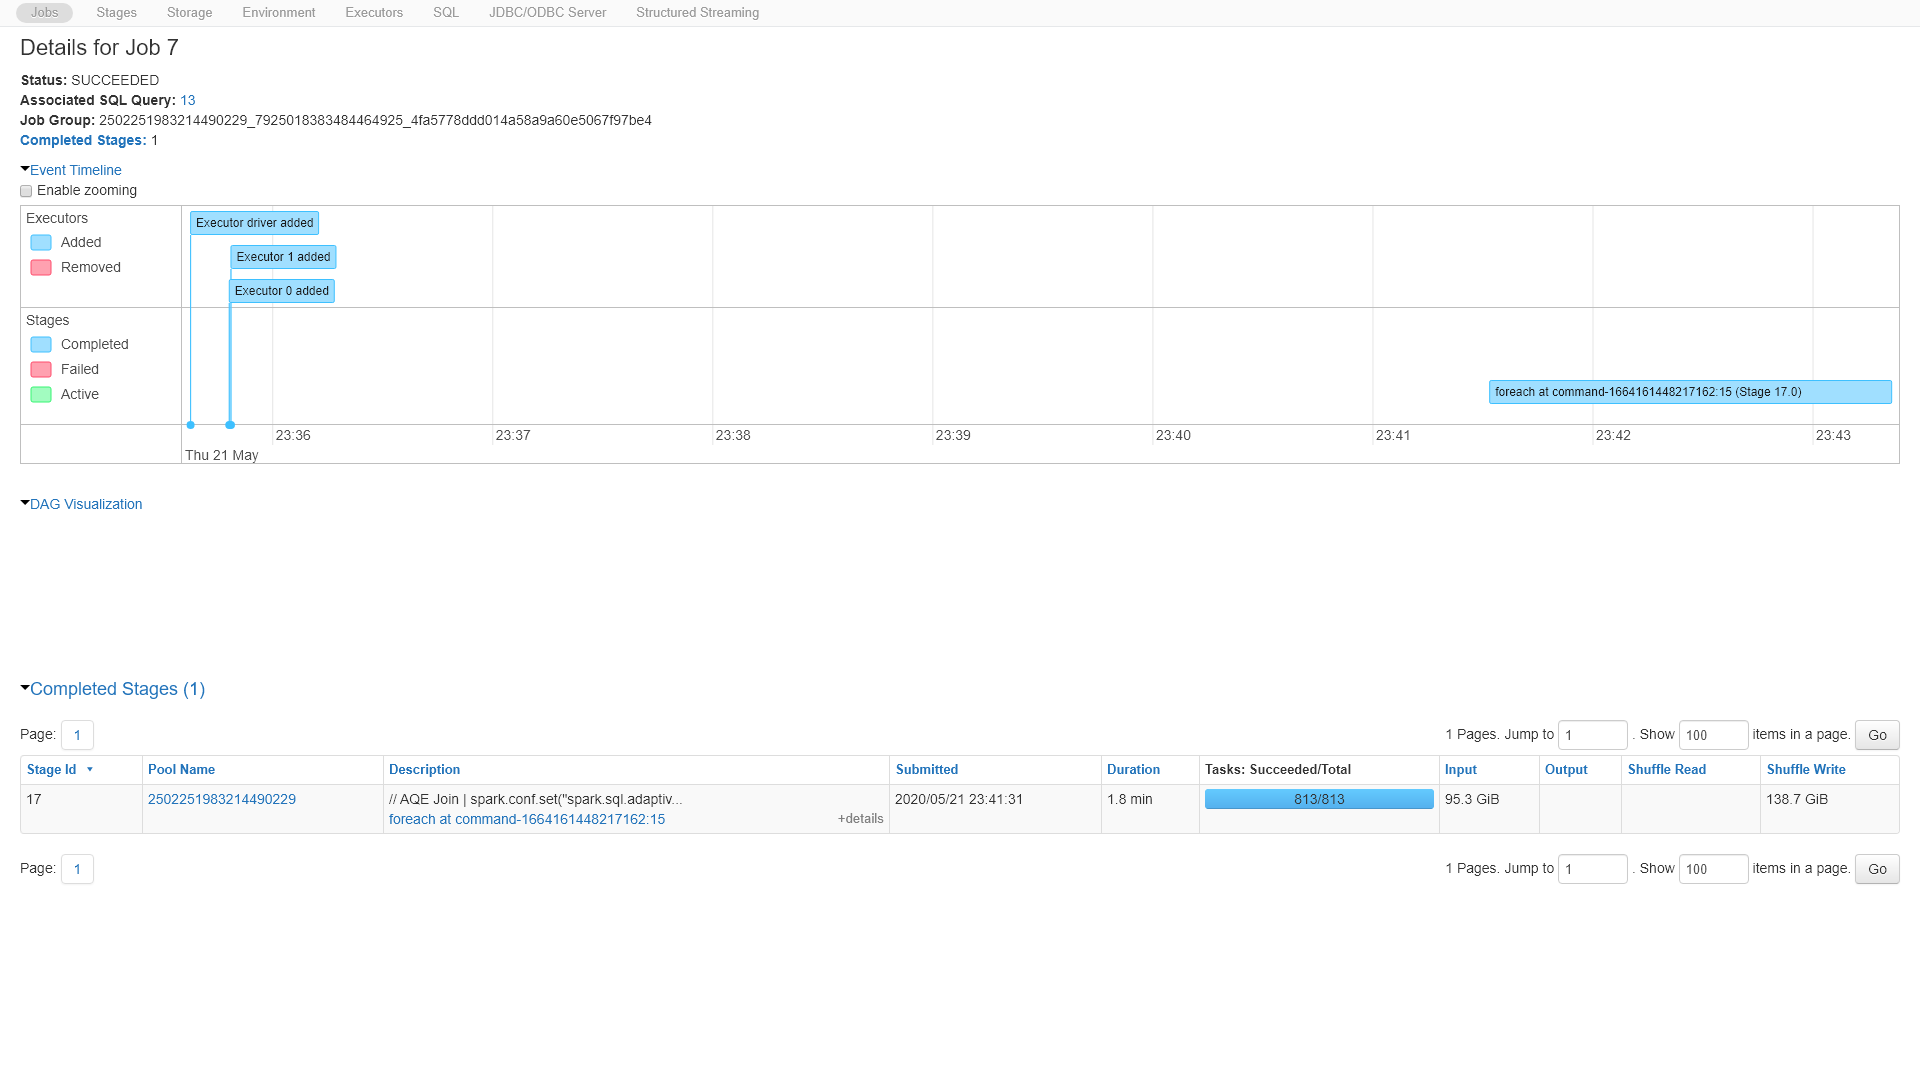 Jobs Stages Storage Environment Executors SQL JDBC/ODBC Server Structured Streaming
Details for Job 7
Status: SUCCEEDED
Associated SQL Query: 13
Job Group: 2502251983214490229_7925018383484464925_4fa5778ddd014a58a9a60e5067f97be4
Completed Stages: 1
Event Timeline
Enable zooming
Executors
Added
Removed
Executor driver added
Executor 1 added
Executor 0 added
Stages
Completed
Failed
Active
foreach at command-1664161448217162:15 (Stage 17.0)
23:36 23:37 23:38 23:39 23:40 23:41 23:42 23:43
Thu 21 May
DAG Visualization
Completed Stages (1)
Page: 1 1 Pages. Jump to 1 . Show 100 items in a page. Go
Stage Id Pool Name Description Submitted Duration Tasks: Succeeded/Total Input Output Shuffle Read Shuffle Write
17 2502251983214490229 // AQE Join | spark.conf.set("spark.sql.adaptiv... 2020/05/21 23:41:31 1.8 min 813/813 95.3 GiB 138.7 GiB
foreach at command-1664161448217162:15 +details
Page: 1 1 Pages. Jump to 1 . Show 100 items in a page. Go